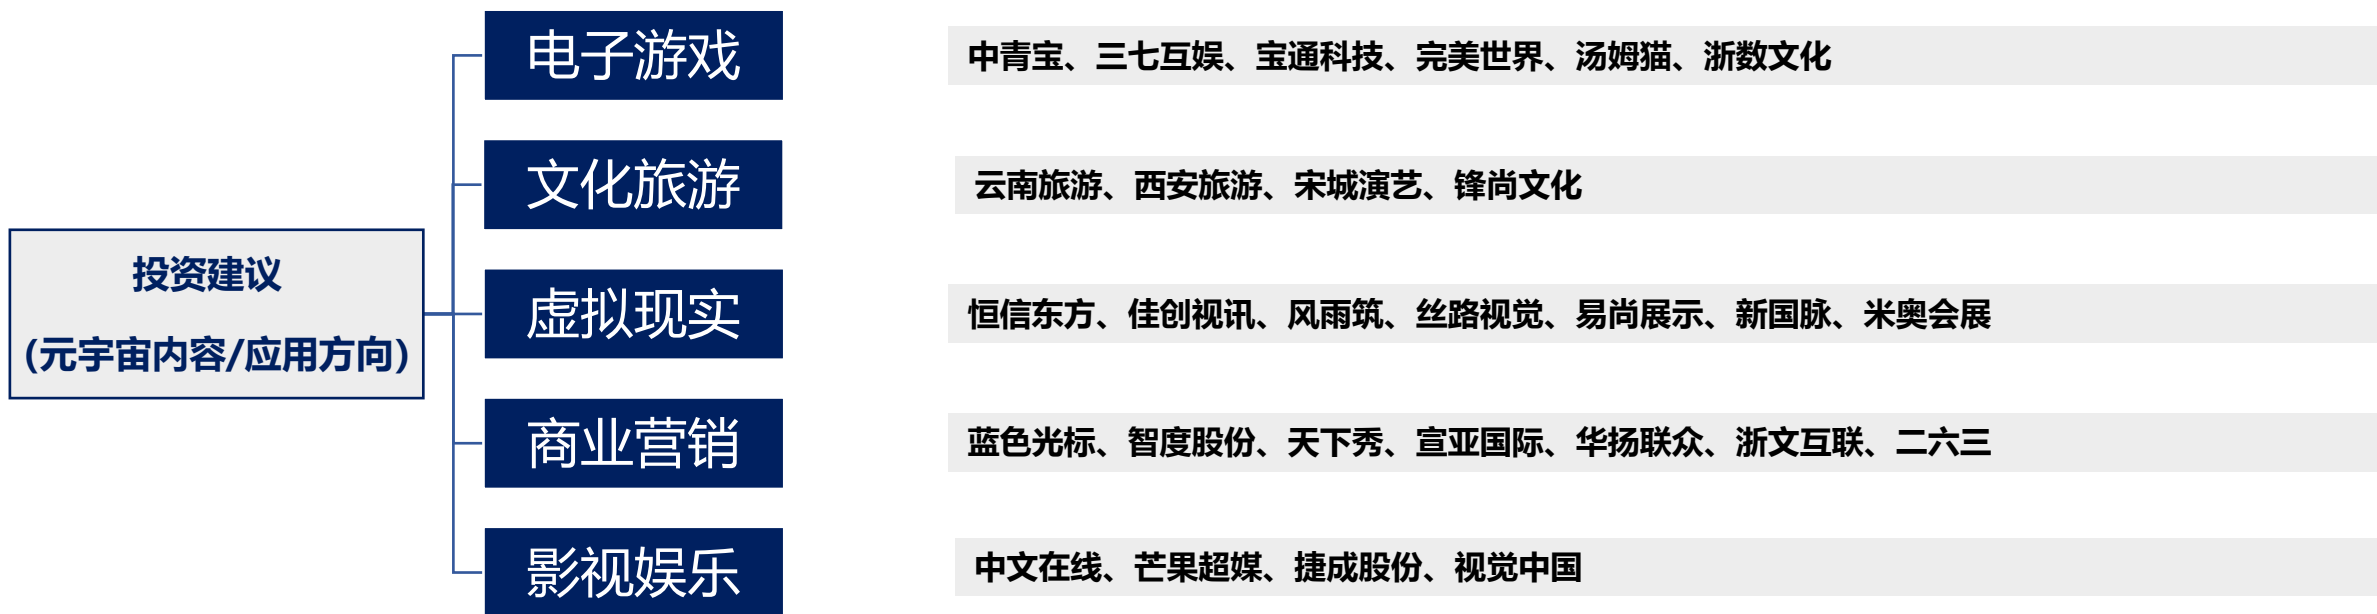 投资建议
(元宇宙内容/应用方向)
电子游戏
中青宝、三七互娱、宝通科技、完美世界、汤姆猫、浙数文化
文化旅游
云南旅游、西安旅游、宋城演艺、锋尚文化
虚拟现实
恒信东方、佳创视讯、风雨筑、丝路视觉、易尚展示、新国脉、米奥会展
商业营销
蓝色光标、智度股份、天下秀、宣亚国际、华扬联众、浙文互联、二六三
影视娱乐
中文在线、芒果超媒、捷成股份、视觉中国